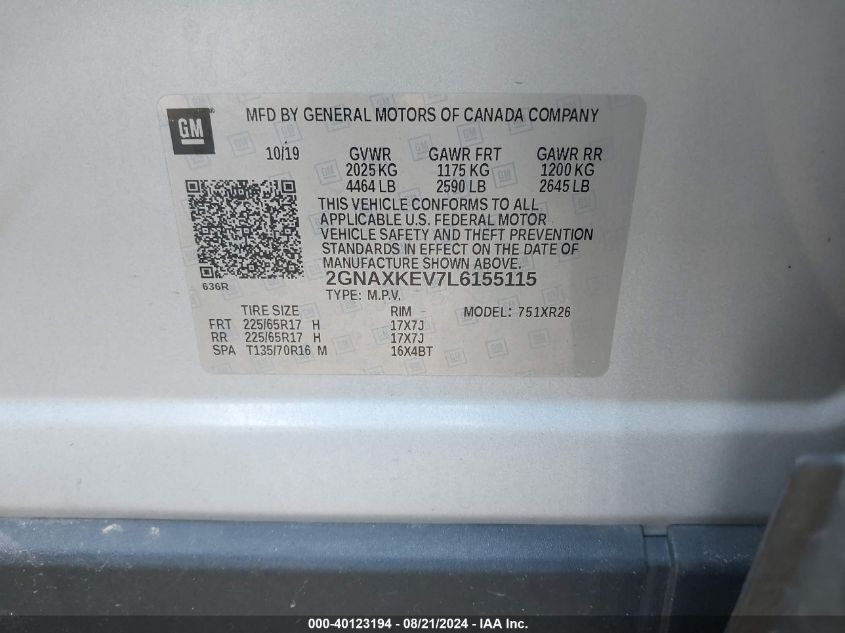 GM
MFD BY GENERAL MOTORS OF CANADA COMPANY
10/19 GVWR GAWR FRT GAWR RR
2025 KG 1175 KG 1200 KG
4464 LB 2590 LB 2645 LB
THIS VEHICLE CONFORMS TO ALL
APPLICABLE U.S. FEDERAL MOTOR
VEHICLE SAFETY AND THEFT PREVENTION
STANDARDS IN EFFECT ON THE DATE OF
MANUFACTURE SHOWN ABOVE.
636R 2GNAXKEV7L6155115
TYPE: M.P.V.
TIRE SIZE RIM MODEL: 751XR26
FRT 225/65R17 H 17X7J
RR 225/65R17 H 17X7J
SPA T135/70R16 M 16X4BT
000-40123194 - 08/21/2024 - IAA Inc.